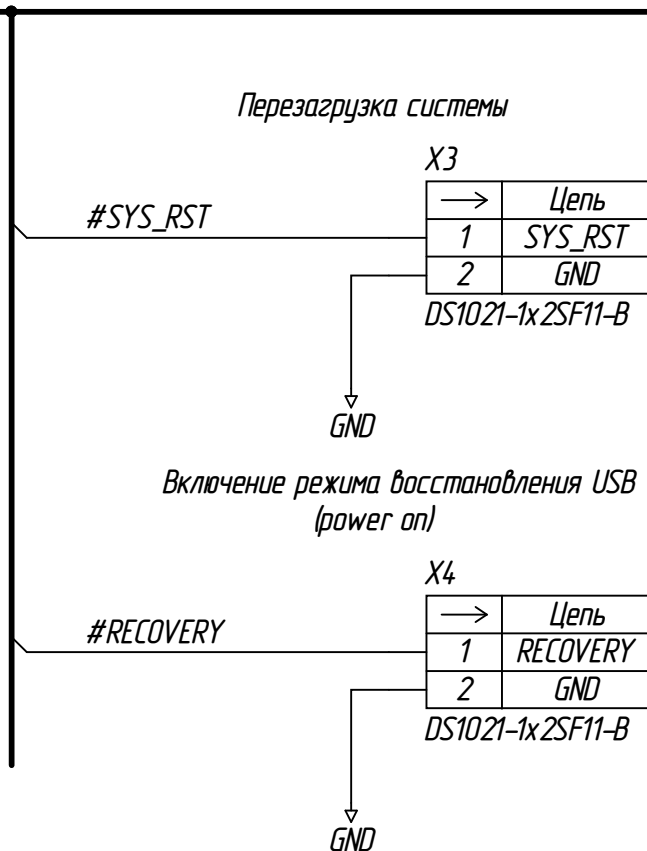 Перезагрузка системы
X3
Цепь
#SYS_RST
1 SYS_RST
2 GND
DS1021-1x2SF11-B
GND
Включение режима восстановления USB
(power on)
X4
Цепь
#RECOVERY
1 RECOVERY
2 GND
DS1021-1x2SF11-B
GND